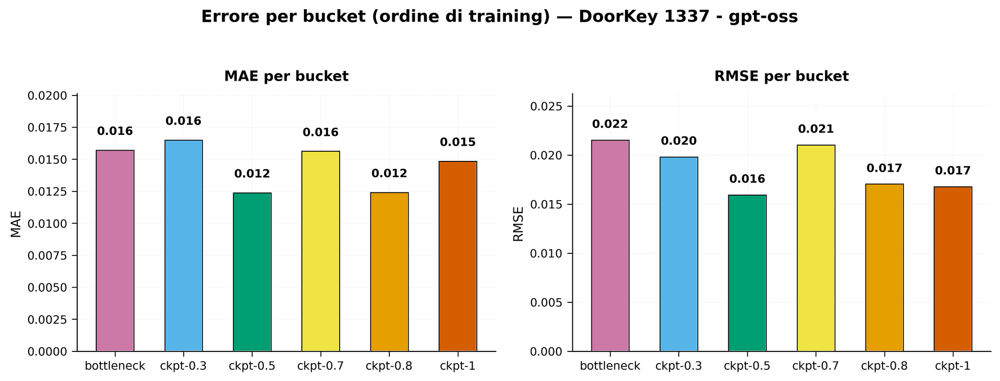 Errore per bucket (ordine di training) — DoorKey 1337 - gpt-oss
MAE per bucket
0.0200
0.0175
0.0150
0.0125
0.0100
0.0075
0.0050
0.0025
0.0000
MAE
0.016
0.016
0.012
0.016
0.012
0.015
bottleneck
ckpt-0.3
ckpt-0.5
ckpt-0.7
ckpt-0.8
ckpt-1
RMSE per bucket
0.025
0.020
0.015
0.010
0.005
0.000
RMSE
0.022
0.020
0.016
0.021
0.017
0.017
bottleneck
ckpt-0.3
ckpt-0.5
ckpt-0.7
ckpt-0.8
ckpt-1